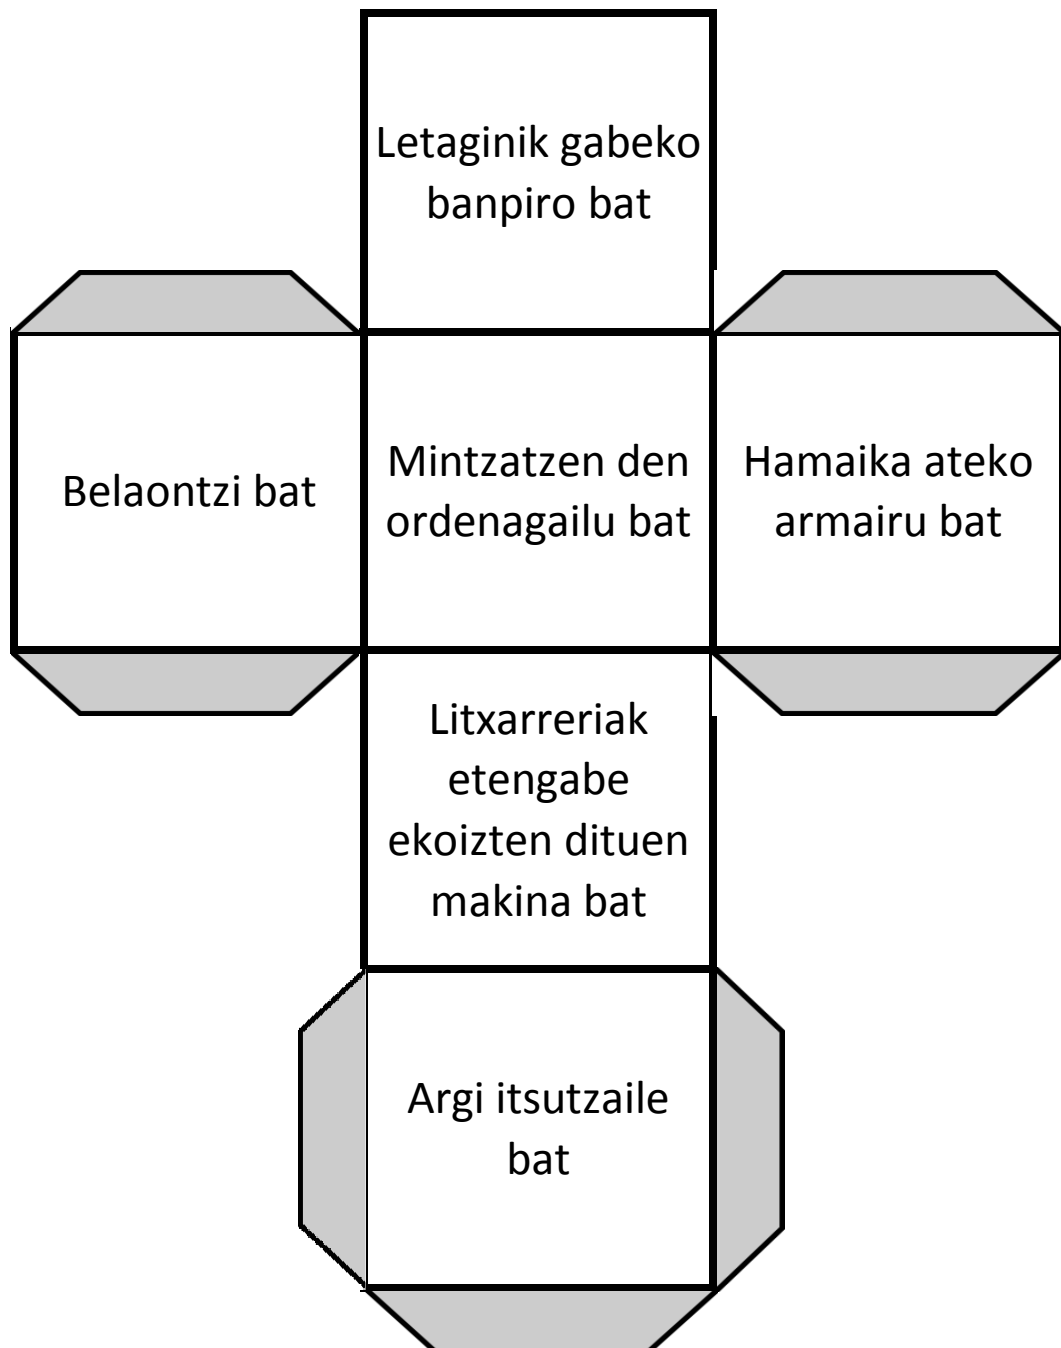 Letaginik gabeko
banpiro bat
Belaontzi bat
Mintzatzen den
ordenagailu bat
Hamaika ateko
armairu bat
Litxarreriak
etengabe
ekoizten dituen
makina bat
Argi itsutzaile
bat